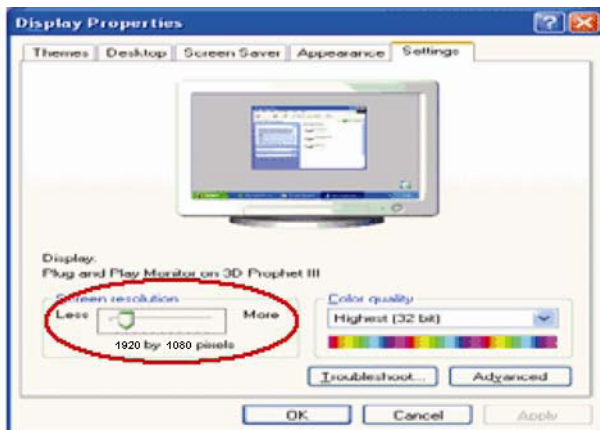 Display Properties
Themes Desktop Screen Saver Appearance Settings
Display:
Plug and Play Monitor on 3D Prophet III
Screen resolution
Less More
1920 by 1080 pixels
Color quality
Highest (32 bit)
Troubleshoot... Advanced
OK Cancel Apply